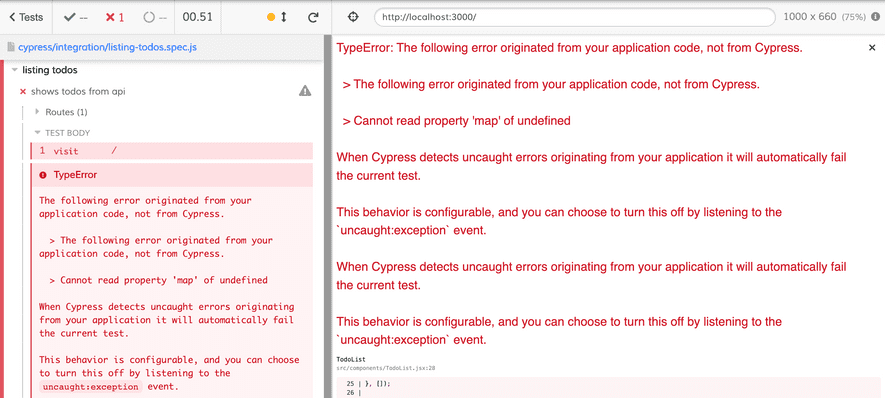 Tests
--
1
--
00.51
http://localhost:3000/
1000 x 660 (75%)
cypress/integration/listing-todos.spec.js
listing todos
shows todos from api
Routes (1)
TEST BODY
1 visit /
TypeError
The following error originated from your
application code, not from Cypress.
> The following error originated from your
application code, not from Cypress.
> Cannot read property 'map' of undefined
When Cypress detects uncaught errors originating
from your application it will automatically fail
the current test.
This behavior is configurable, and you can choose
to turn this off by listening to the
uncaught:exception event.
TypeError: The following error originated from your application code, not from Cypress.
> The following error originated from your application code, not from Cypress.
> Cannot read property 'map' of undefined
When Cypress detects uncaught errors originating from your application it will automatically fail
the current test.
This behavior is configurable, and you can choose to turn this off by listening to the
`uncaught:exception` event.
When Cypress detects uncaught errors originating from your application it will automatically fail
the current test.
This behavior is configurable, and you can choose to turn this off by listening to the
`uncaught:exception` event.
TodoList
src/components/TodoList.jsx:28
25 | }, []);
26 |